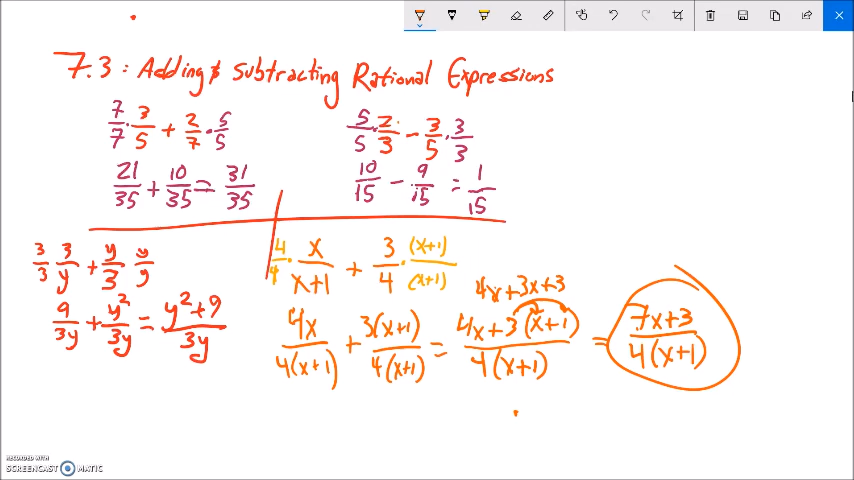 7.3: Adding & Subtracting Rational Expressions
7/7 · 3/5 + 2/7 · 5/5
21/35 + 10/35 = 31/35
5/5 · 2/3 - 3/5 · 3/3
10/15 - 9/15 = 1/15
3/3 3/y + y/3 y/y
9/3y + y²/3y = y²+9/3y
4/4 · x/x+1 + 3/4 · (x+1)/(x+1)
4x+3x+3
4x/4(x+1) + 3(x+1)/4(x+1) = 4x+3(x+1)/4(x+1) = 7x+3/4(x+1)
RECORDED WITH
SCREENCAST MATIC